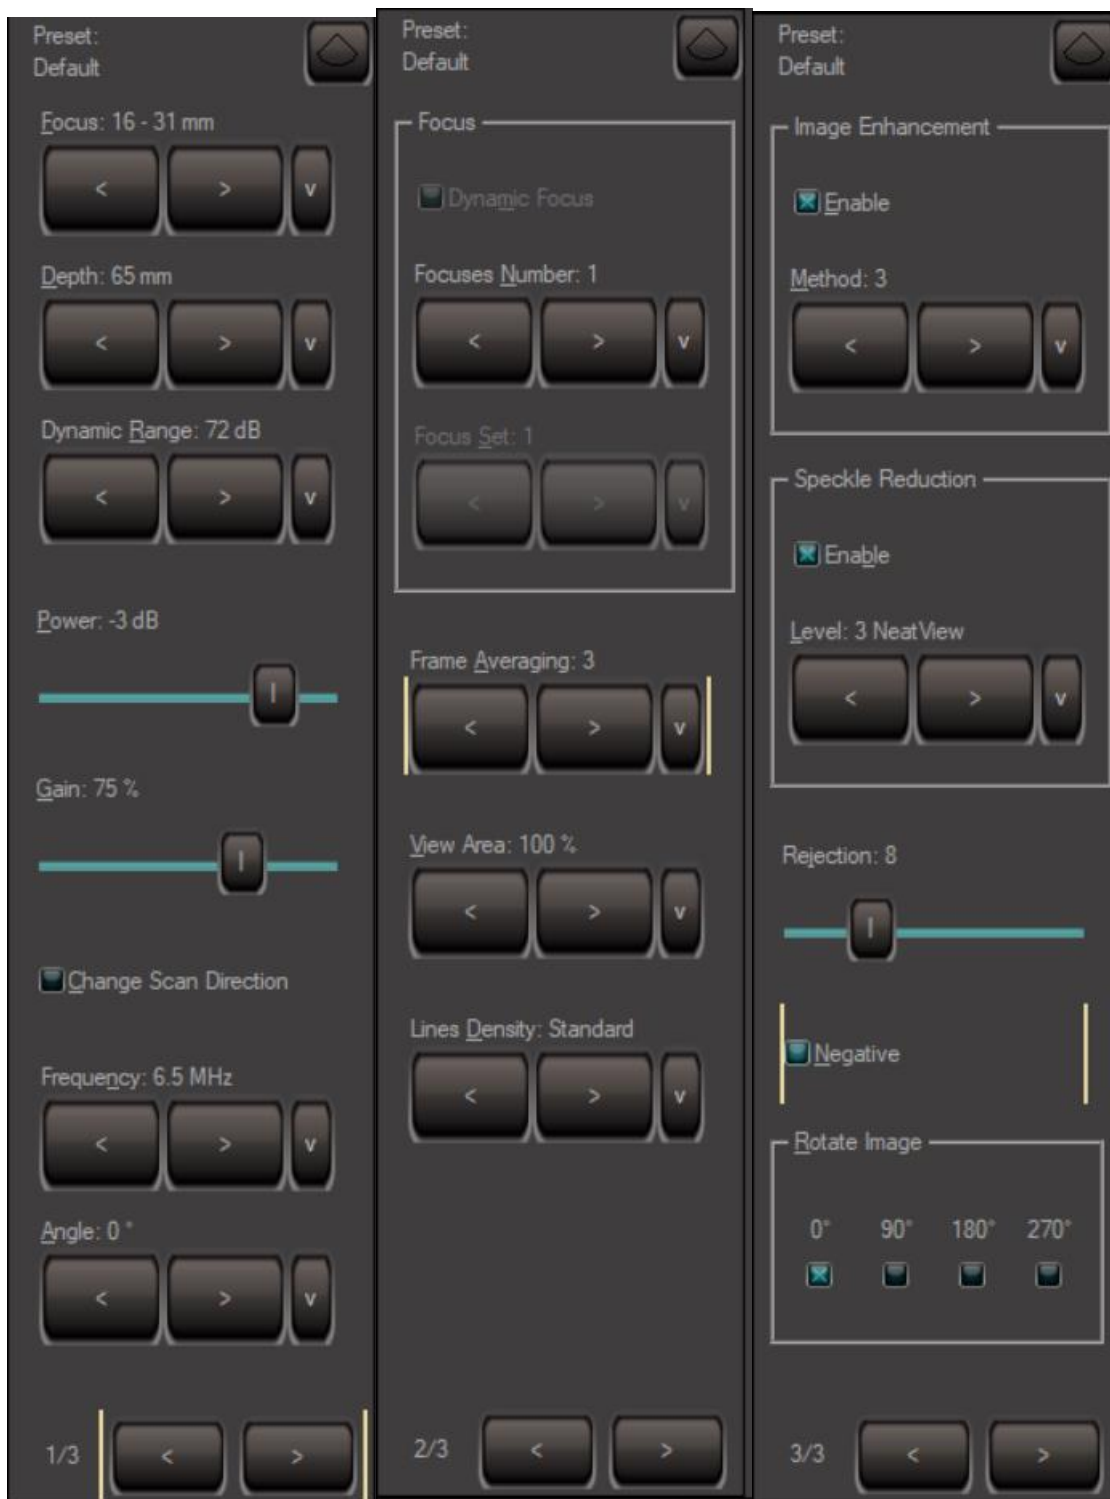 Preset:
Default
Focus: 16 - 31 mm
< > v
Depth: 65 mm
< > v
Dynamic Range: 72 dB
< > v
Power: -3 dB
Gain: 75 %
Change Scan Direction
Frequency: 6.5 MHz
< > v
Angle: 0 °
< > v
1/3 < >
Preset:
Default
Focus
Dynamic Focus
Focuses Number: 1
< > v
Focus Set: 1
< > v
Frame Averaging: 3
< > v
View Area: 100 %
< > v
Lines Density: Standard
< > v
2/3 < >
Preset:
Default
Image Enhancement
Enable
Method: 3
< > v
Speckle Reduction
Enable
Level: 3 NeatView
< > v
Rejection: 8
Negative
Rotate Image
0° 90° 180° 270°
3/3 < >